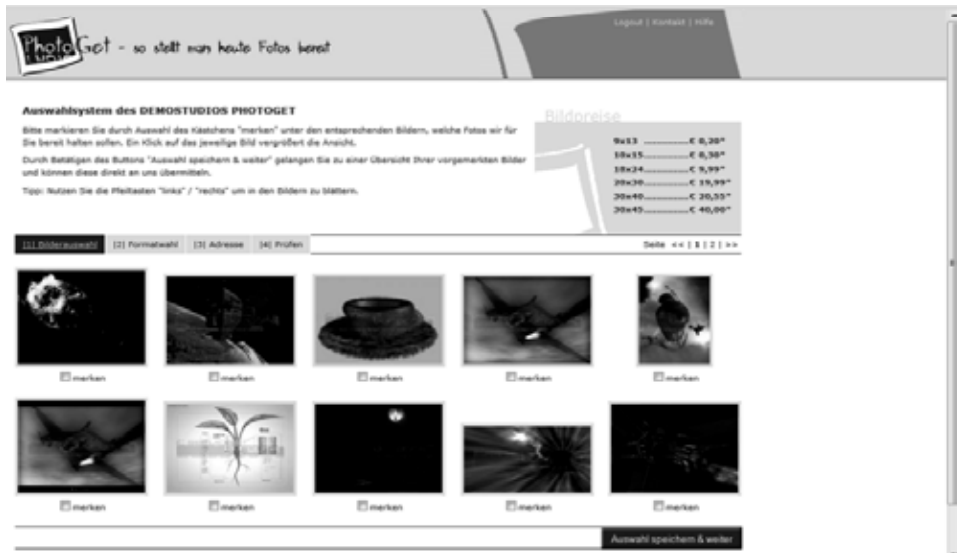 Logout | Kontakt | Hilfe
PhotoGet - so stellt man heute Fotos bereit
Auswahlsystem des DEMOSTUDIOS PHOTOGET
Bitte markieren Sie durch Auswahl des Kästchens "merken" unter den entsprechenden Bildern, welche Fotos wir für
Sie bereit halten sollen. Ein Klick auf das jeweilige Bild vergrößert die Ansicht.
Durch Betätigen des Buttons "Auswahl speichern & weiter" gelangen Sie zu einer Übersicht Ihrer vorgemerkten Bilder
und können diese direkt an uns übermitteln.
Tipp: Nutzen Sie die Pfeiltasten "links" / "rechts" um in den Bildern zu blättern.
Bildpreise
9x13 ............€ 0,20*
10x15............€ 0,30*
18x24............€ 9,99*
20x30............€ 19,99*
30x40............€ 20,55*
30x45............€ 40,00*
[1] Bilderauswahl [2] Formatwahl [3] Adresse [4] Prüfen
Seite << | 1 | 2 | >>
merken merken merken merken merken
merken merken merken merken merken
Auswahl speichern & weiter